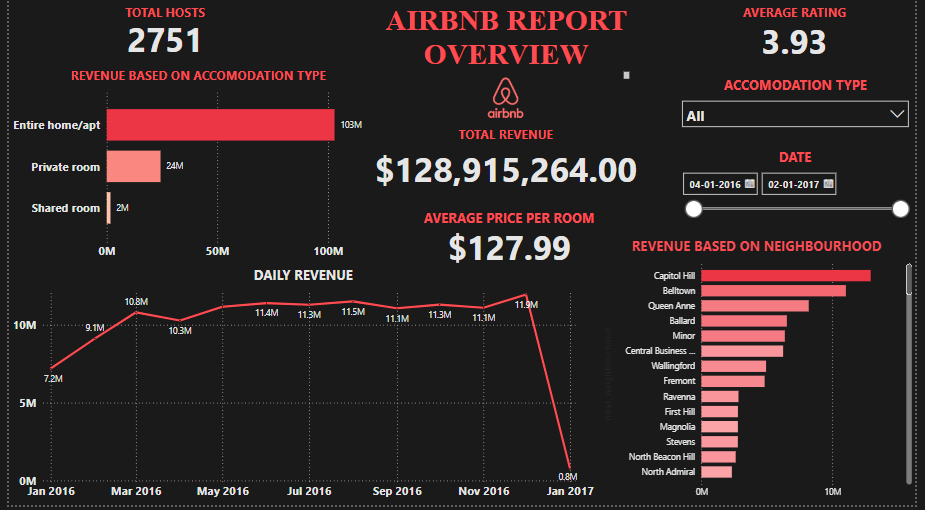 TOTAL HOSTS
2751
AIRBNB REPORT
OVERVIEW
AVERAGE RATING
3.93
REVENUE BASED ON ACCOMODATION TYPE
Entire home/apt
103M
Private room
24M
Shared room
2M
0M
50M
100M
airbnb
TOTAL REVENUE
$128,915,264.00
AVERAGE PRICE PER ROOM
$127.99
ACCOMODATION TYPE
All
DATE
04-01-2016
02-01-2017
DAILY REVENUE
10M
5M
0M
7.2M
9.1M
10.8M
10.3M
11.4M
11.3M
11.5M
11.1M
11.3M
11.1M
11.9M
0.8M
Jan 2016
Mar 2016
May 2016
Jul 2016
Sep 2016
Nov 2016
Jan 2017
REVENUE BASED ON NEIGHBOURHOOD
Capitol Hill
Belltown
Queen Anne
Ballard
Minor
Central Business ...
Wallingford
Fremont
Ravenna
First Hill
Magnolia
Stevens
North Beacon Hill
North Admiral
0M
10M